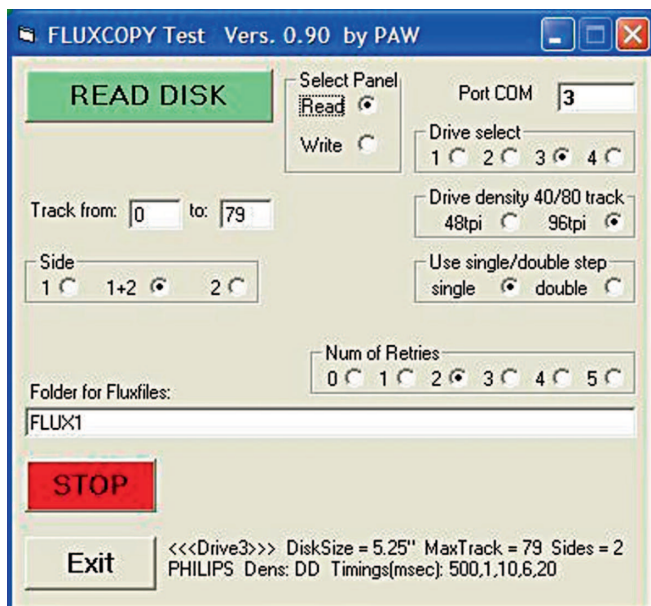 FLUXCOPY Test Vers. 0.90 by PAW
READ DISK
Select Panel
Read
Write
Port COM 3
Drive select
1 2 3 4
Track from: 0 to: 79
Drive density 40/80 track
48tpi 96tpi
Side
1 1+2 2
Use single/double step
single double
Num of Retries
0 1 2 3 4 5
Folder for Fluxfiles:
FLUX1
STOP
Exit
<<<Drive3>>> DiskSize = 5.25" MaxTrack = 79 Sides = 2
PHILIPS Dens: DD Timings(msec): 500,1,10,6,20